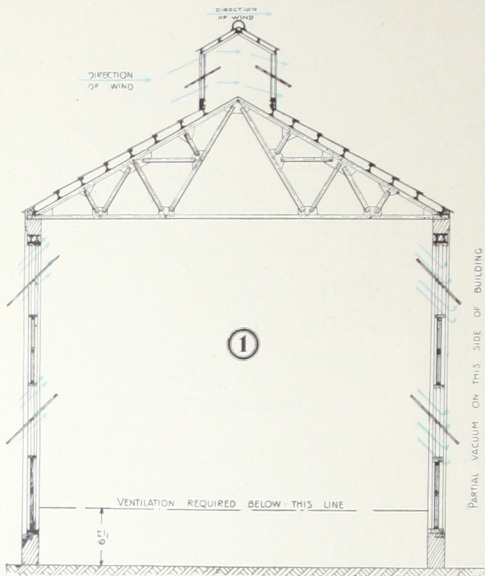 DIRECTION
OF WIND
DIRECTION
OF WIND
1
PARTIAL VACUUM ON THIS SIDE OF BUILDING
VENTILATION REQUIRED BELOW THIS LINE
6 FT